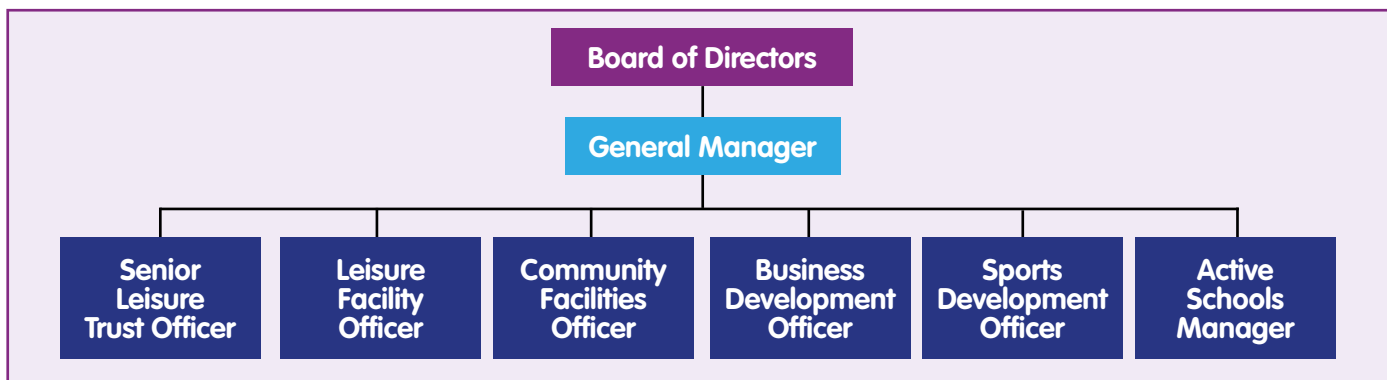 Board of Directors
General Manager
Senior
Leisure
Trust Officer
Leisure
Facility
Officer
Community
Facilities
Officer
Business
Development
Officer
Sports
Development
Officer
Active
Schools
Manager